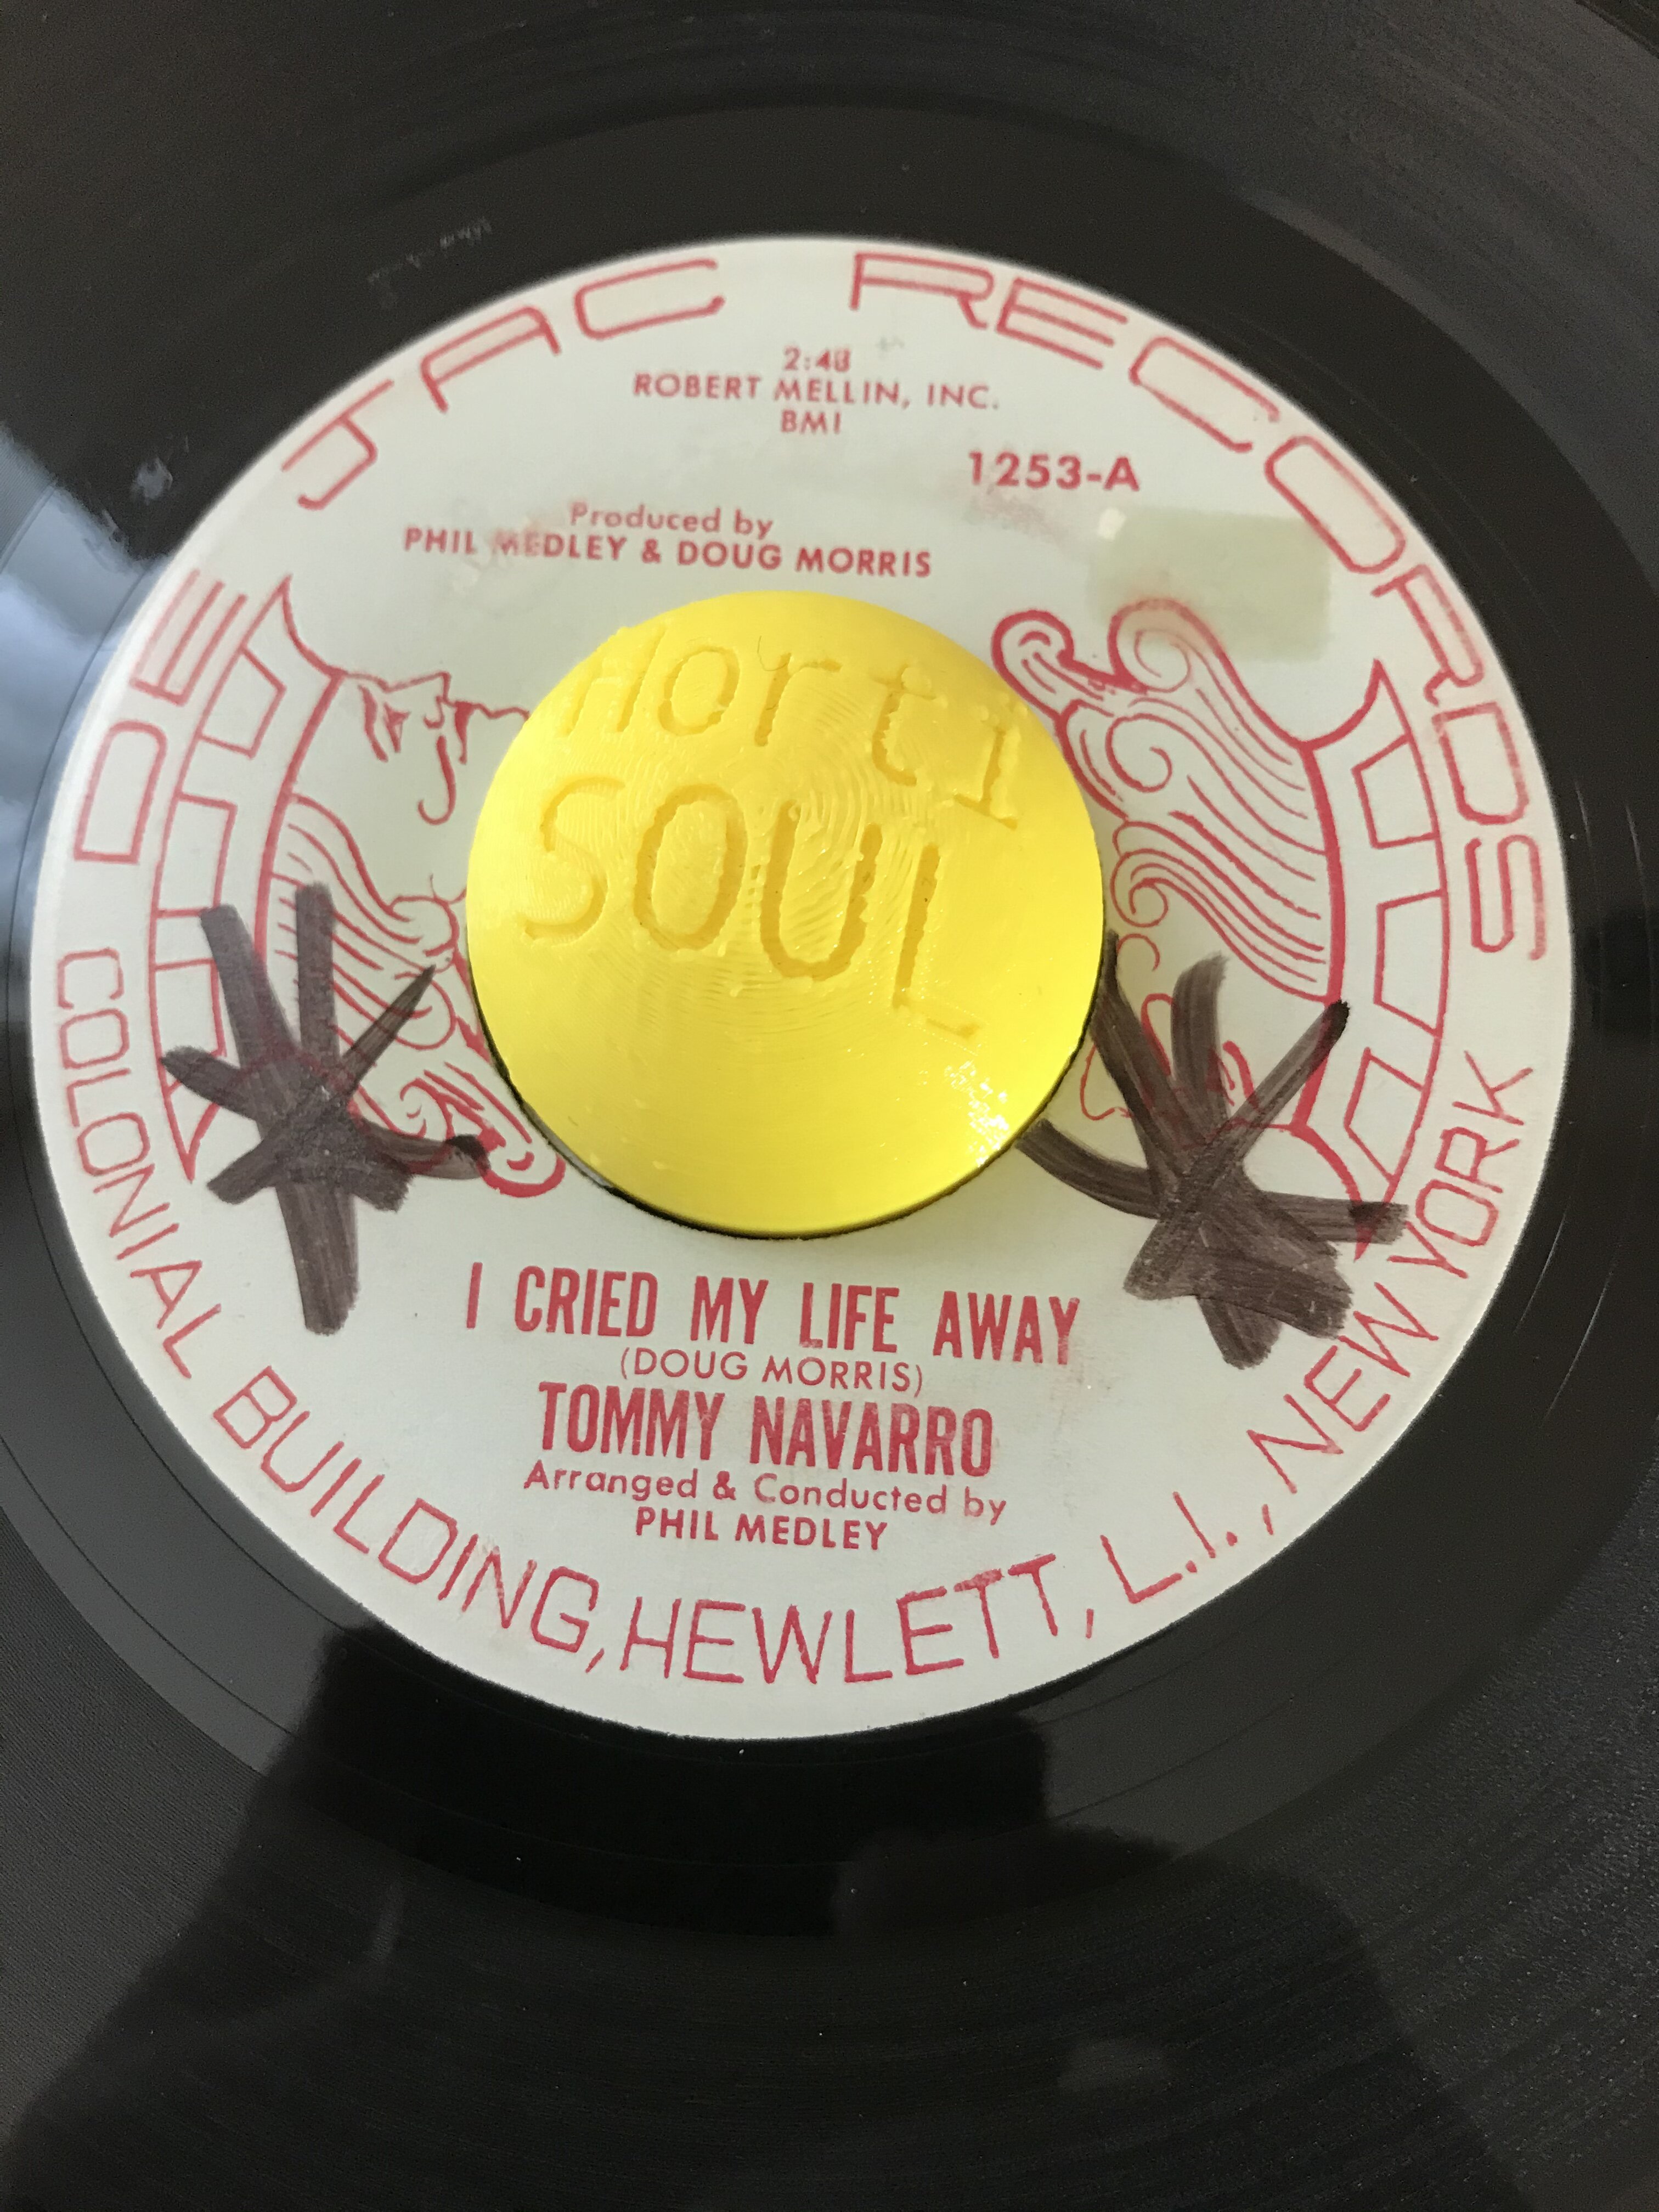 DE JAC RECORDS
2:48
ROBERT MELLIN, INC.
BMI
1253-A
Produced by
PHIL MEDLEY & DOUG MORRIS
Horti
SOUL
I CRIED MY LIFE AWAY
(DOUG MORRIS)
TOMMY NAVARRO
Arranged & Conducted by
PHIL MEDLEY
COLONIAL BUILDING, HEWLETT, L.I., NEW YORK